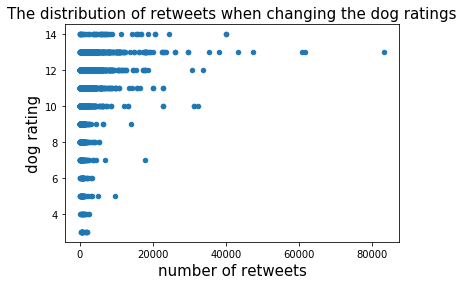 The distribution of retweets when changing the dog ratings
14
12
10
8
6
4
dog rating
0 20000 40000 60000 80000
number of retweets